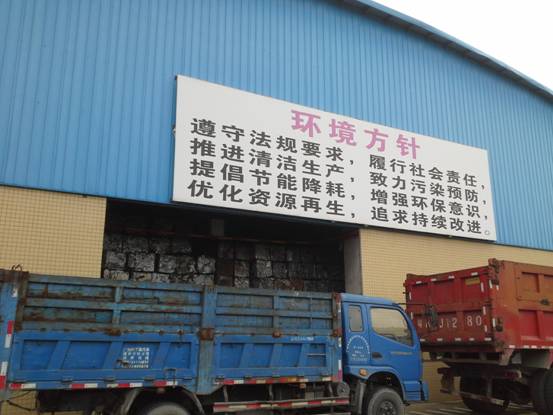 环境方针
遵守法规要求，履行社会责任，
推进清洁生产，致力污染预防，
提倡节能降耗，增强环保意识，
优化资源再生，追求持续改进。